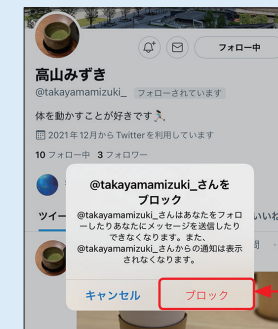 フォロー中
高山みずき
@takayamamizuki_ フォローされています
体を動かすことが好きです
2021年12月からTwitterを利用しています
10 フォロー中 3 フォロワー
@takayamamizuki_さんを
ブロック
@takayamamizuki_さんはあなたをフォロ
ーしたりあなたにメッセージを送信したり
できなくなります。また、
@takayamamizuki_さんからの通知は表示
されなくなります。
ツイー
いいね
キャンセル ブロック